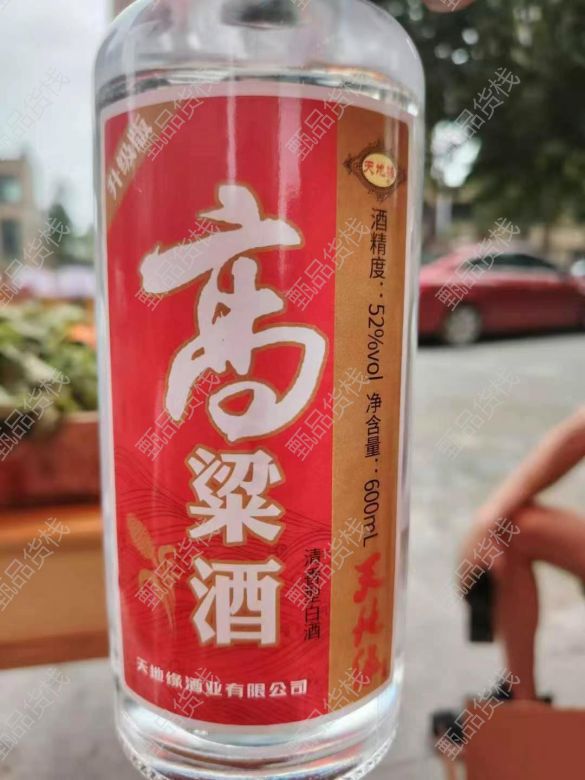 升级版
天地缘
高
粱酒
酒精度：52%vol 净含量：600mL
清香型白酒
天地缘
天地缘酒业有限公司
甄品货栈